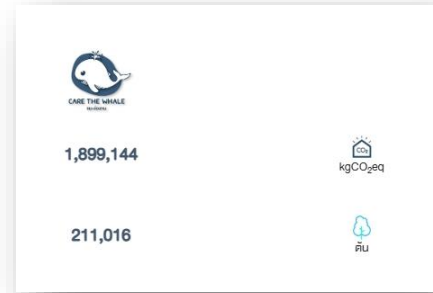 CARE THE WHALE
1,899,144
CO₂
kgCO₂eq
211,016
ต้น